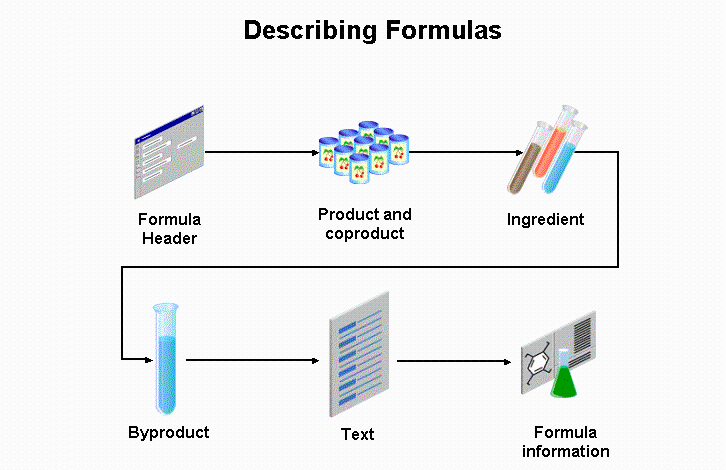 Describing Formulas
Formula
Header
Product and
coproduct
Ingredient
Byproduct
Text
Formula
information